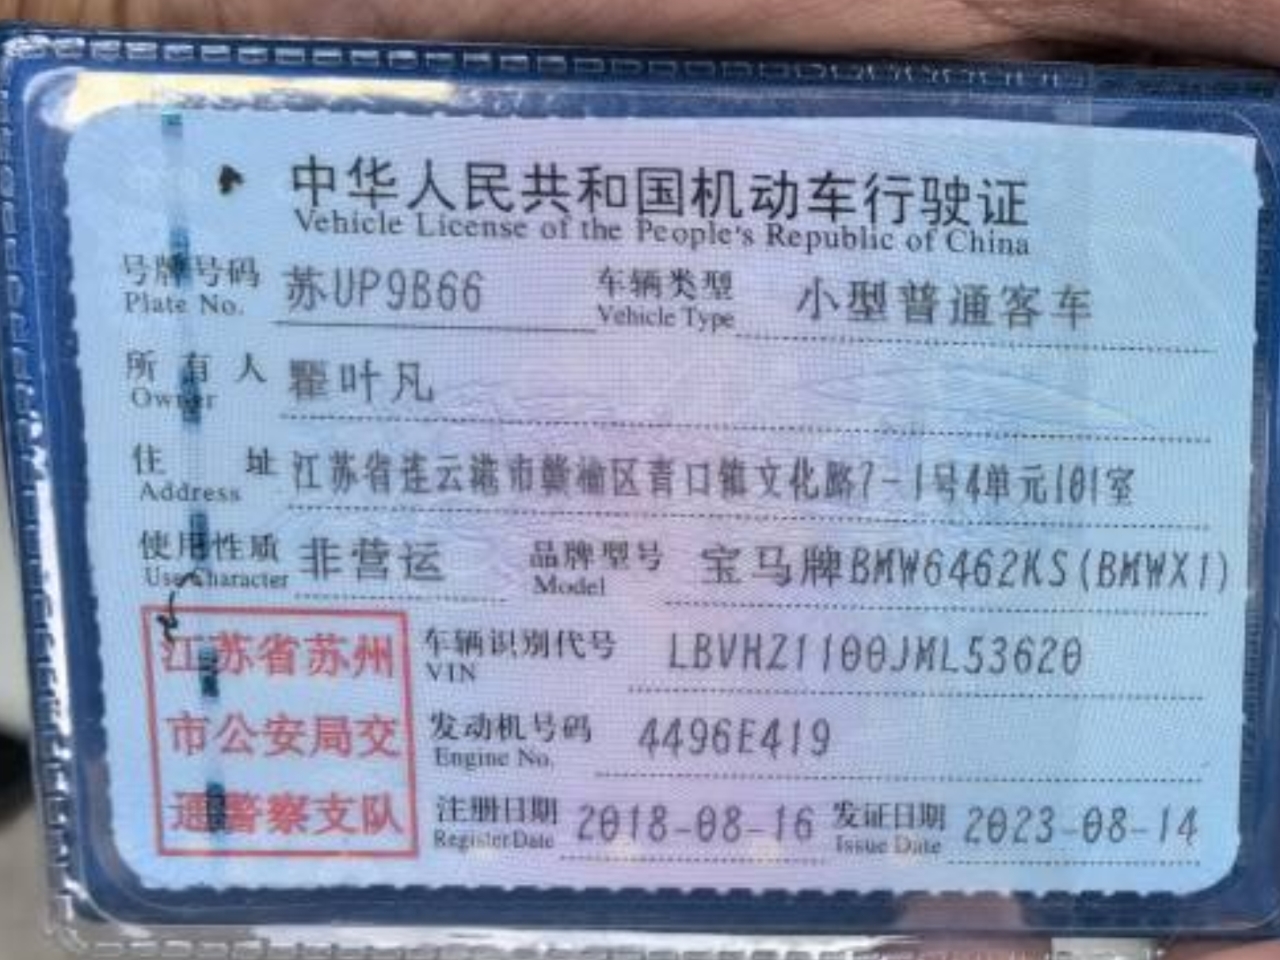 中华人民共和国机动车行驶证
Vehicle License of the People's Republic of China
号牌号码 苏UP9B66 车辆类型 小型普通客车
Plate No. Vehicle Type
所有人 瞿叶凡
Owner
住址 江苏省连云港市赣榆区青口镇文化路7-1号4单元101室
Address
使用性质 非营运 品牌型号 宝马牌BMW6462KS(BMWX1)
Use Character Model
江苏省苏州
市公安局交
通警察支队
车辆识别代号 LBVHZ1100JML53620
VIN
发动机号码 4496E419
Engine No.
注册日期 2018-08-16 发证日期 2023-08-14
Register Date Issue Date